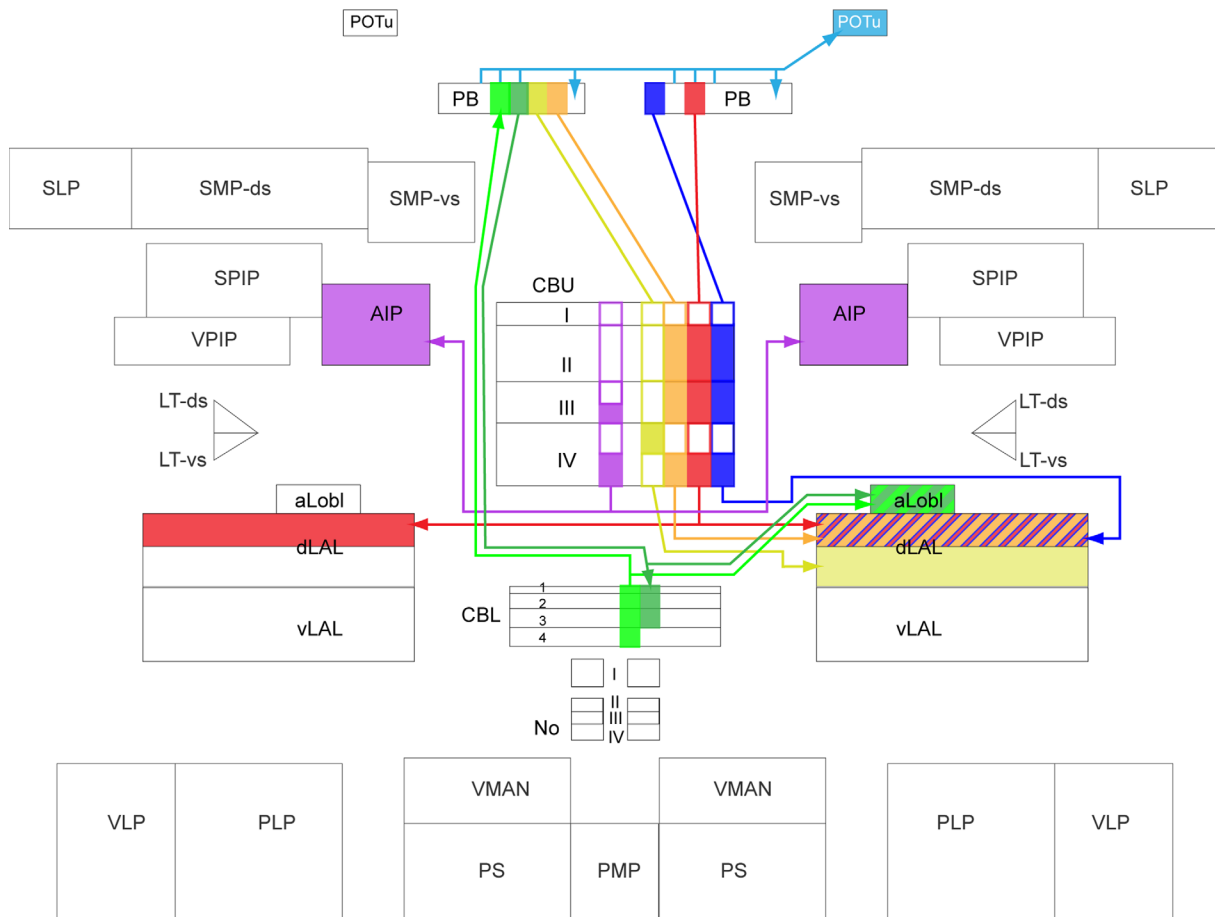 POTu
POTu
PB
PB
SLP
SMP-ds
SMP-vs
SMP-vs
SMP-ds
SLP
SPIP
AIP
VPIP
CBU
I
II
III
IV
SPIP
AIP
VPIP
LT-ds
LT-vs
LT-ds
LT-vs
aLobl
dLAL
vLAL
aLobl
dLAL
vLAL
CBL
1
2
3
4
No
I
II
III
IV
VLP
PLP
VMAN
VMAN
PS
PMP
PS
PLP
VLP